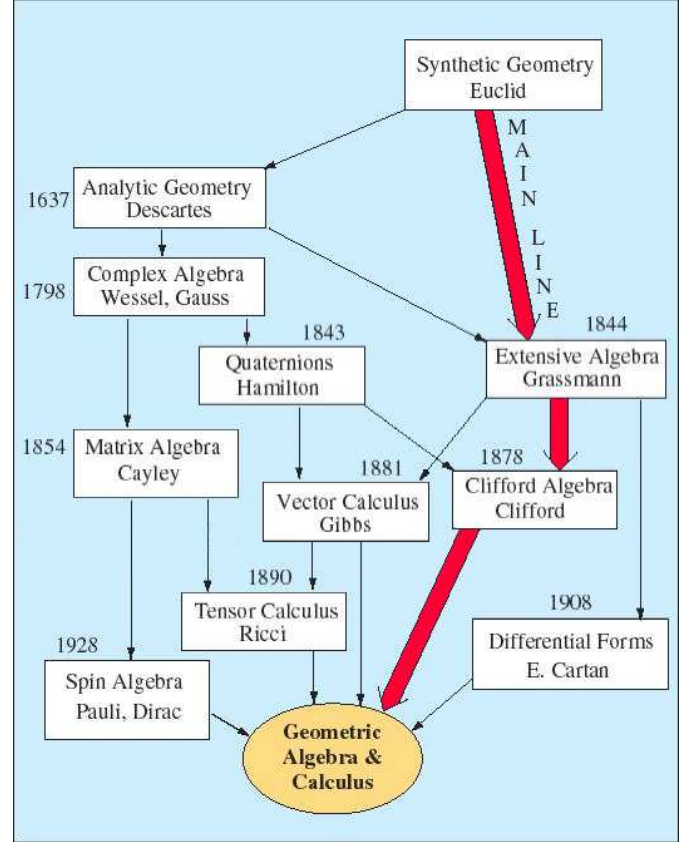 Synthetic Geometry
Euclid
MAIN LINE
1637
Analytic Geometry
Descartes
1798
Complex Algebra
Wessel, Gauss
1843
Quaternions
Hamilton
1844
Extensive Algebra
Grassmann
1854
Matrix Algebra
Cayley
1881
Vector Calculus
Gibbs
1878
Clifford Algebra
Clifford
1890
Tensor Calculus
Ricci
1908
Differential Forms
E. Cartan
1928
Spin Algebra
Pauli, Dirac
Geometric
Algebra &
Calculus